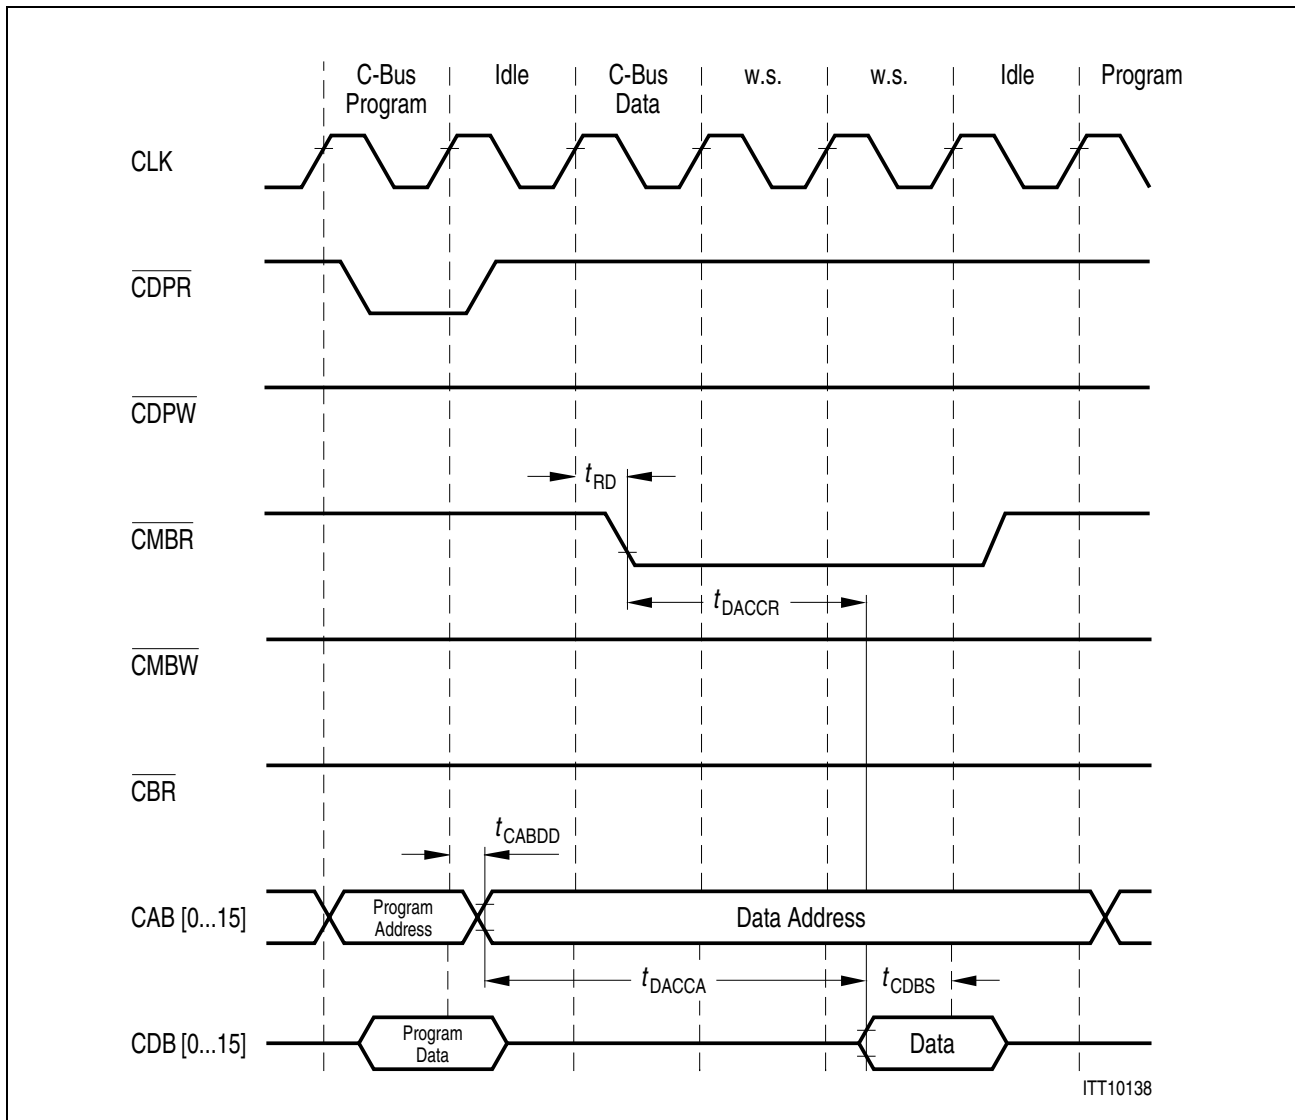 C-Bus Program
Idle
C-Bus Data
w.s.
w.s.
Idle
Program
CLK
CDPR
CDPW
tRD
CMBR
tDACCR
CMBW
CBR
tCABDD
CAB [0...15]
Program Address
Data Address
tDACCA
tCDBS
CDB [0...15]
Program Data
Data
ITT10138